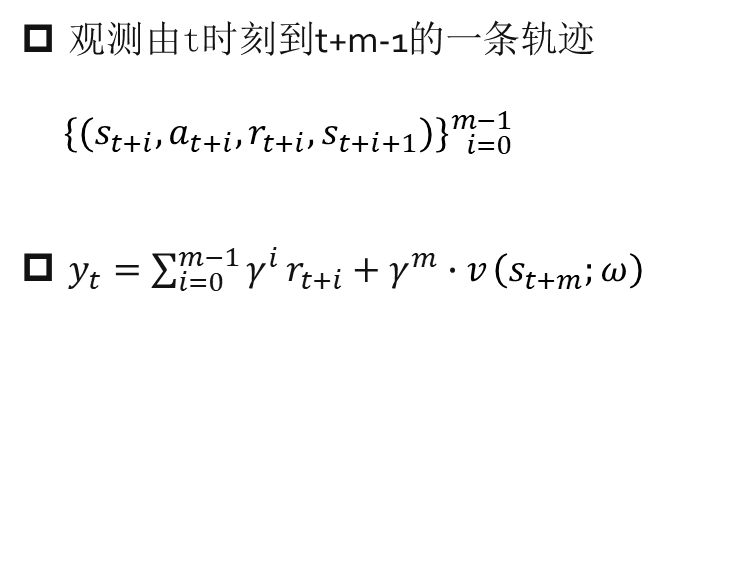 观测由t时刻到t+m-1的一条轨迹
{(s_{t+i}, a_{t+i}, r_{t+i}, s_{t+i+1})}_{i=0}^{m-1}
y_t = ∑_{i=0}^{m-1} γ^i r_{t+i} + γ^m · v(s_{t+m}; ω)